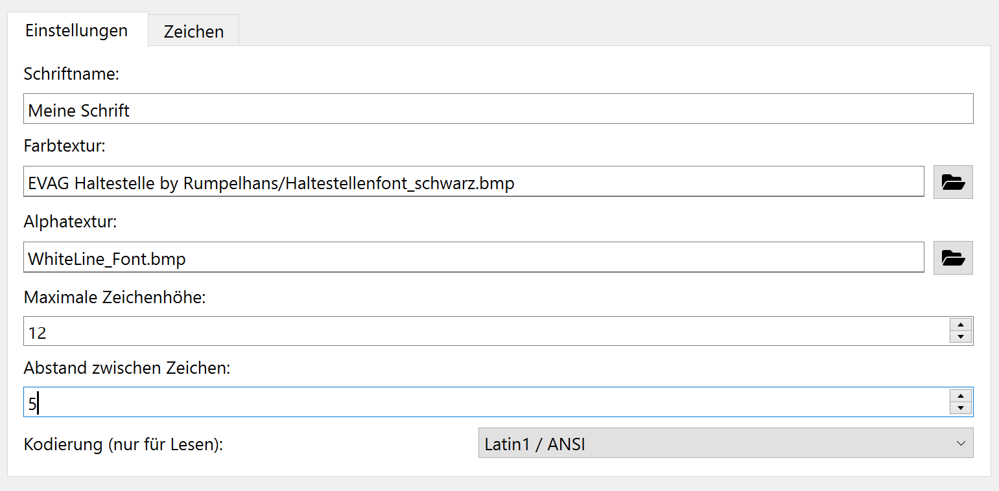 Einstellungen Zeichen
Schriftname:
Meine Schrift
Farbtextur:
EVAG Haltestelle by Rumpelhans/Haltestellenfont_schwarz.bmp
Alphatextur:
WhiteLine_Font.bmp
Maximale Zeichenhöhe:
12
Abstand zwischen Zeichen:
5
Kodierung (nur für Lesen): Latin1 / ANSI